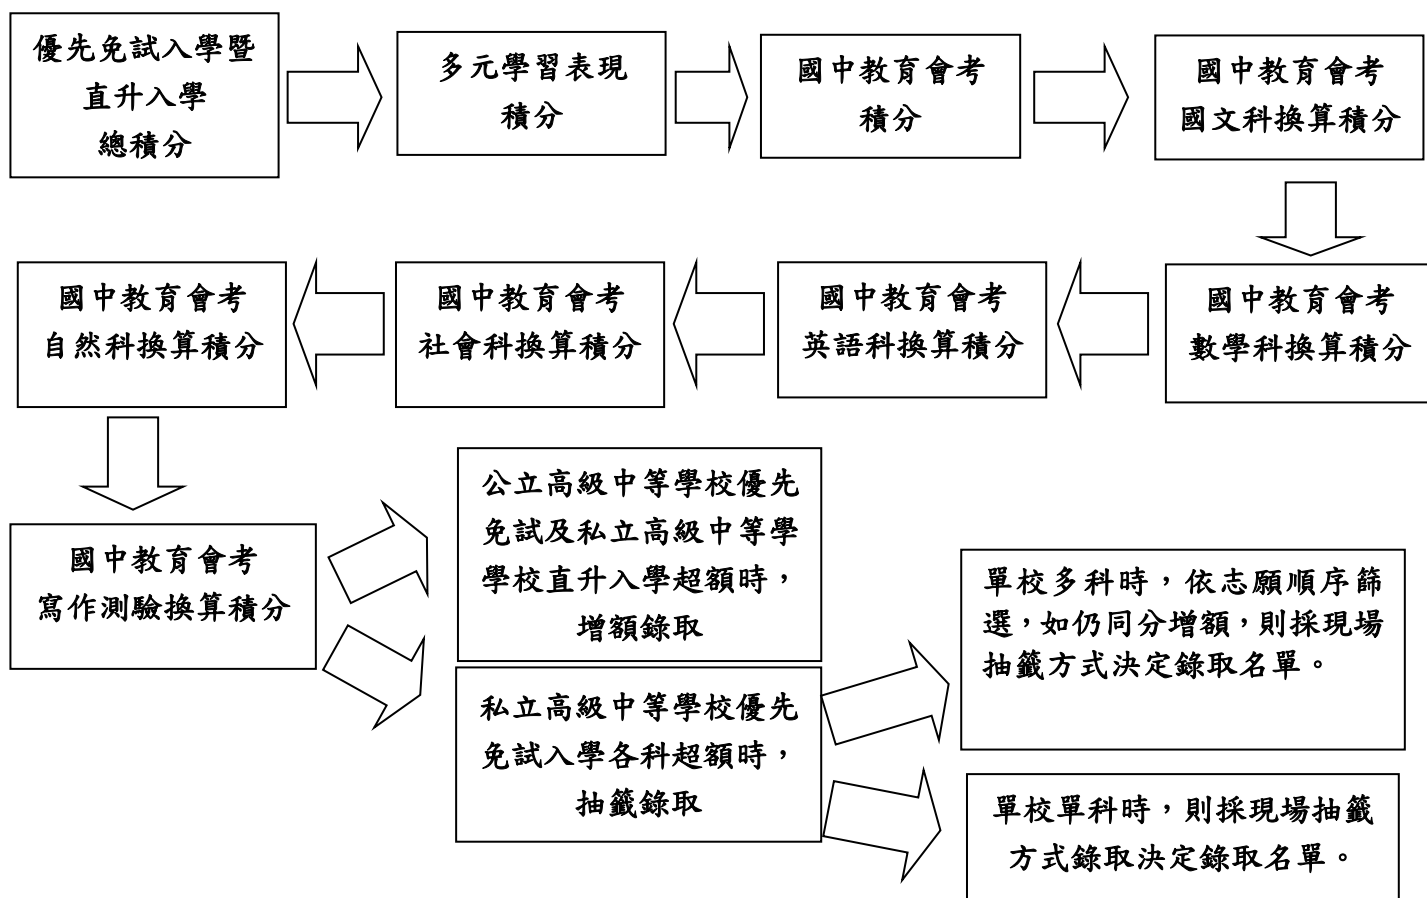 優先免試入學暨
直升入學
總積分
多元學習表現
積分
國中教育會考
積分
國中教育會考
國文科換算積分
國中教育會考
數學科換算積分
國中教育會考
英語科換算積分
國中教育會考
社會科換算積分
國中教育會考
自然科換算積分
國中教育會考
寫作測驗換算積分
公立高級中等學校優先
免試及私立高級中等學
學校直升入學超額時，
增額錄取
私立高級中等學校優先
免試入學各科超額時，
抽籤錄取
單校多科時，依志願順序篩
選，如仍同分增額，則採現場
抽籤方式決定錄取名單。
單校單科時，則採現場抽籤
方式錄取決定錄取名單。